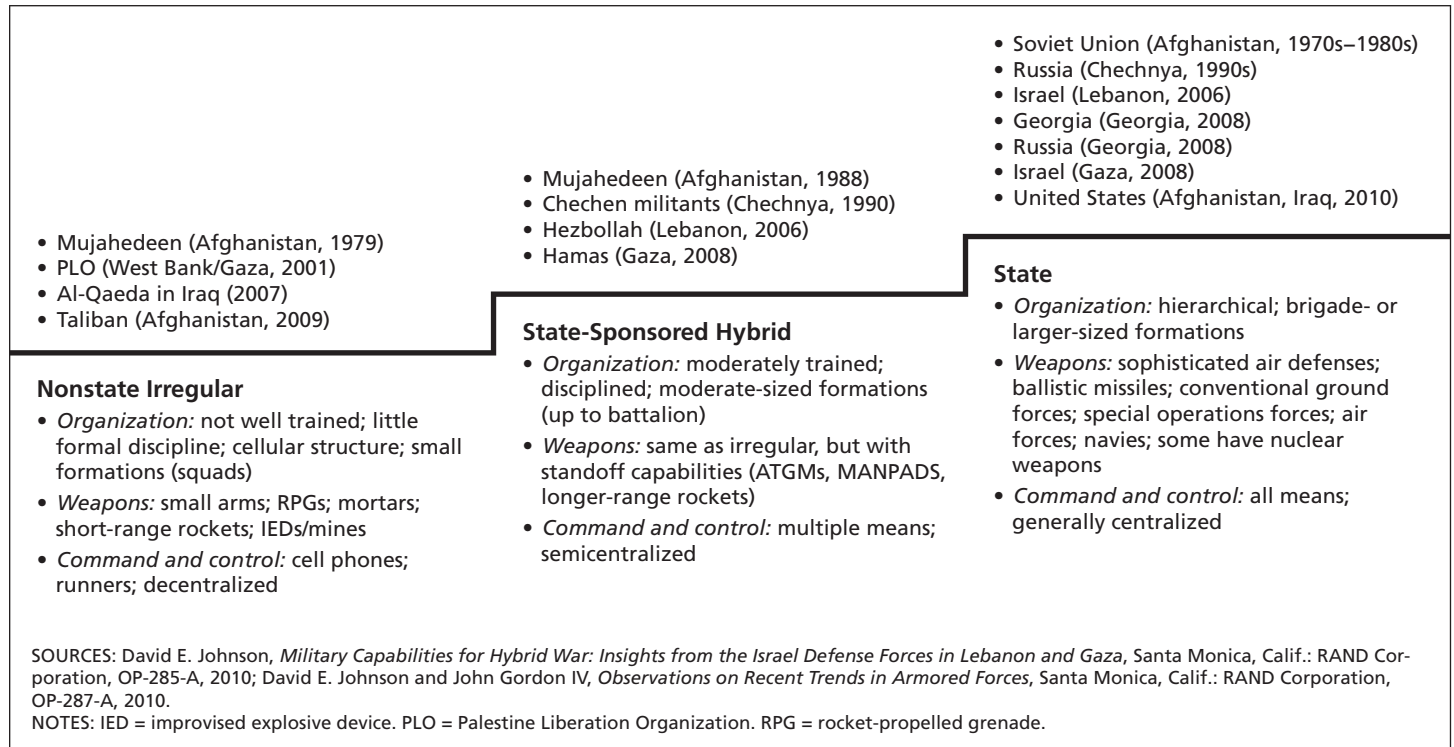 • Mujahedeen (Afghanistan, 1979)
• PLO (West Bank/Gaza, 2001)
• Al-Qaeda in Iraq (2007)
• Taliban (Afghanistan, 2009)
Nonstate Irregular
• Organization: not well trained; little
formal discipline; cellular structure; small
formations (squads)
• Weapons: small arms; RPGs; mortars;
short-range rockets; IEDs/mines
• Command and control: cell phones;
runners; decentralized
• Mujahedeen (Afghanistan, 1988)
• Chechen militants (Chechnya, 1990)
• Hezbollah (Lebanon, 2006)
• Hamas (Gaza, 2008)
State-Sponsored Hybrid
• Organization: moderately trained;
disciplined; moderate-sized formations
(up to battalion)
• Weapons: same as irregular, but with
standoff capabilities (ATGMs, MANPADS,
longer-range rockets)
• Command and control: multiple means;
semicentralized
• Soviet Union (Afghanistan, 1970s–1980s)
• Russia (Chechnya, 1990s)
• Israel (Lebanon, 2006)
• Georgia (Georgia, 2008)
• Russia (Georgia, 2008)
• Israel (Gaza, 2008)
• United States (Afghanistan, Iraq, 2010)
State
• Organization: hierarchical; brigade- or
larger-sized formations
• Weapons: sophisticated air defenses;
ballistic missiles; conventional ground
forces; special operations forces; air
forces; navies; some have nuclear
weapons
• Command and control: all means;
generally centralized
SOURCES: David E. Johnson, Military Capabilities for Hybrid War: Insights from the Israel Defense Forces in Lebanon and Gaza, Santa Monica, Calif.: RAND Cor-
poration, OP-285-A, 2010; David E. Johnson and John Gordon IV, Observations on Recent Trends in Armored Forces, Santa Monica, Calif.: RAND Corporation,
OP-287-A, 2010.
NOTES: IED = improvised explosive device. PLO = Palestine Liberation Organization. RPG = rocket-propelled grenade.